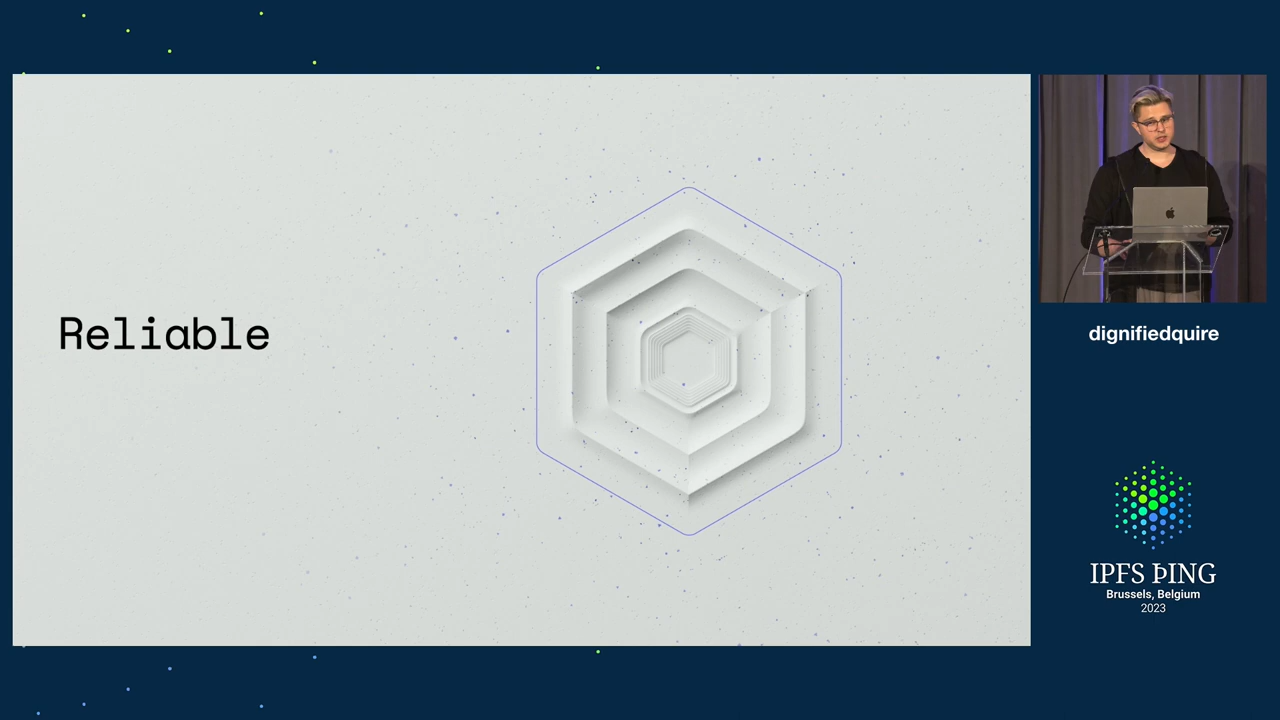 Reliable
dignifiedquire
IPFS ÞING
Brussels, Belgium
2023